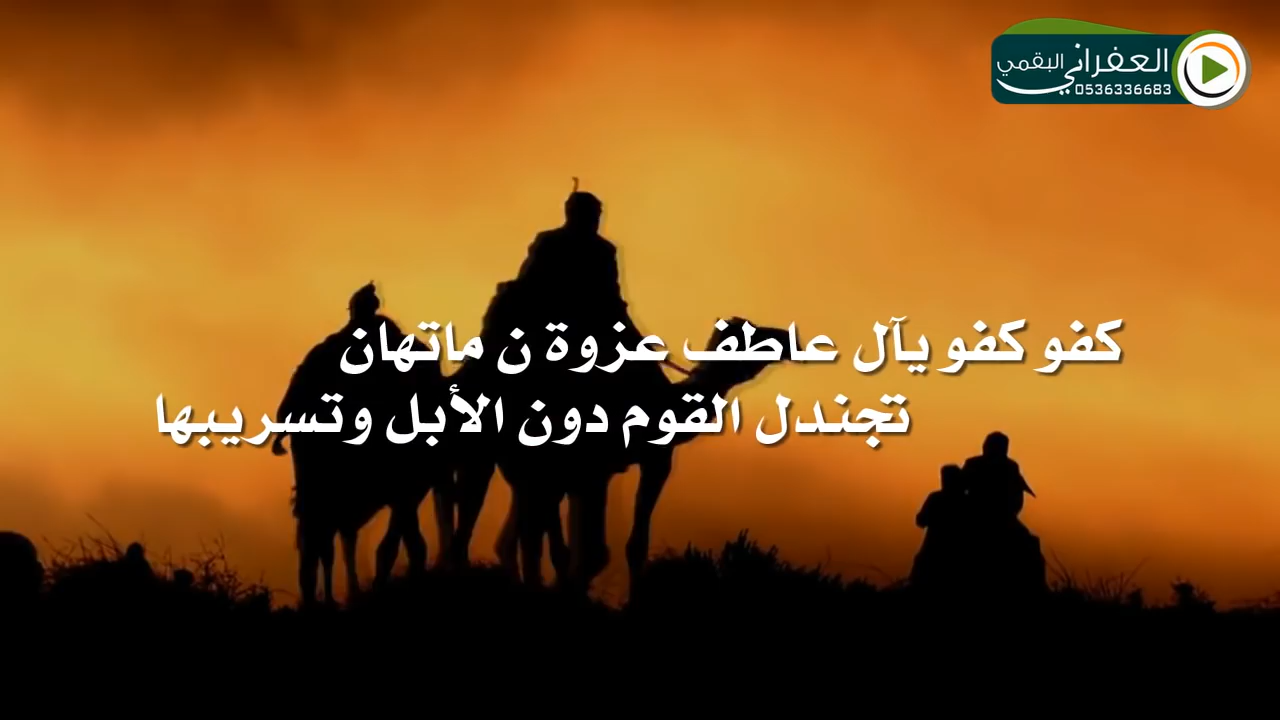 العفراني البقمي
0536336683
كفو كفو يآل عاطف عزوة ن ماتهان
تجندل القوم دون الأبل وتسريبها